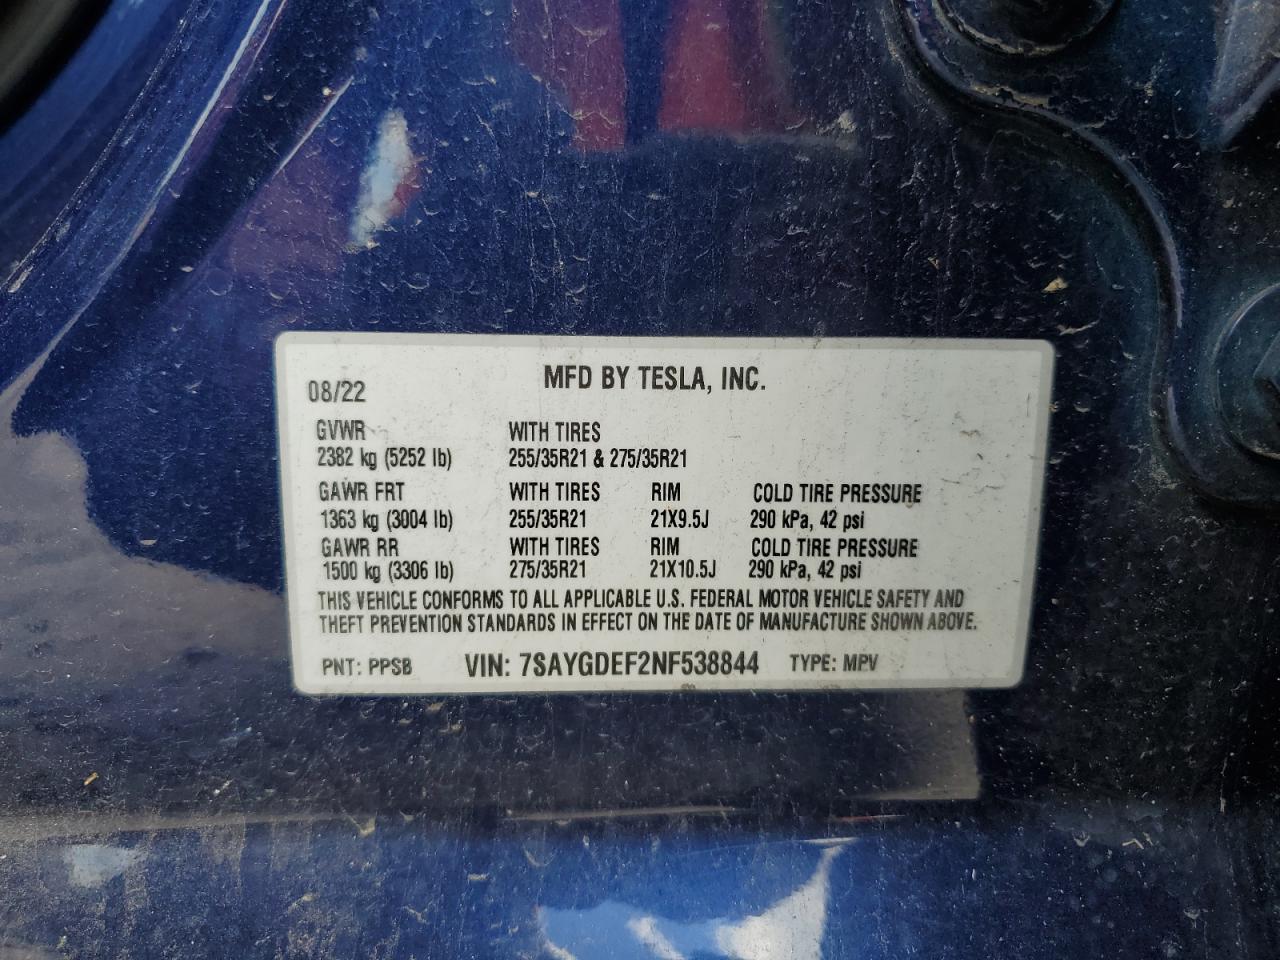 MFD BY TESLA, INC.
08/22
GVWR WITH TIRES
2382 kg (5252 lb) 255/35R21 & 275/35R21
GAWR FRT WITH TIRES RIM COLD TIRE PRESSURE
1363 kg (3004 lb) 255/35R21 21X9.5J 290 kPa, 42 psi
GAWR RR WITH TIRES RIM COLD TIRE PRESSURE
1500 kg (3306 lb) 275/35R21 21X10.5J 290 kPa, 42 psi
THIS VEHICLE CONFORMS TO ALL APPLICABLE U.S. FEDERAL MOTOR VEHICLE SAFETY AND
THEFT PREVENTION STANDARDS IN EFFECT ON THE DATE OF MANUFACTURE SHOWN ABOVE.
PNT: PPSB VIN: 7SAYGDEF2NF538844 TYPE: MPV